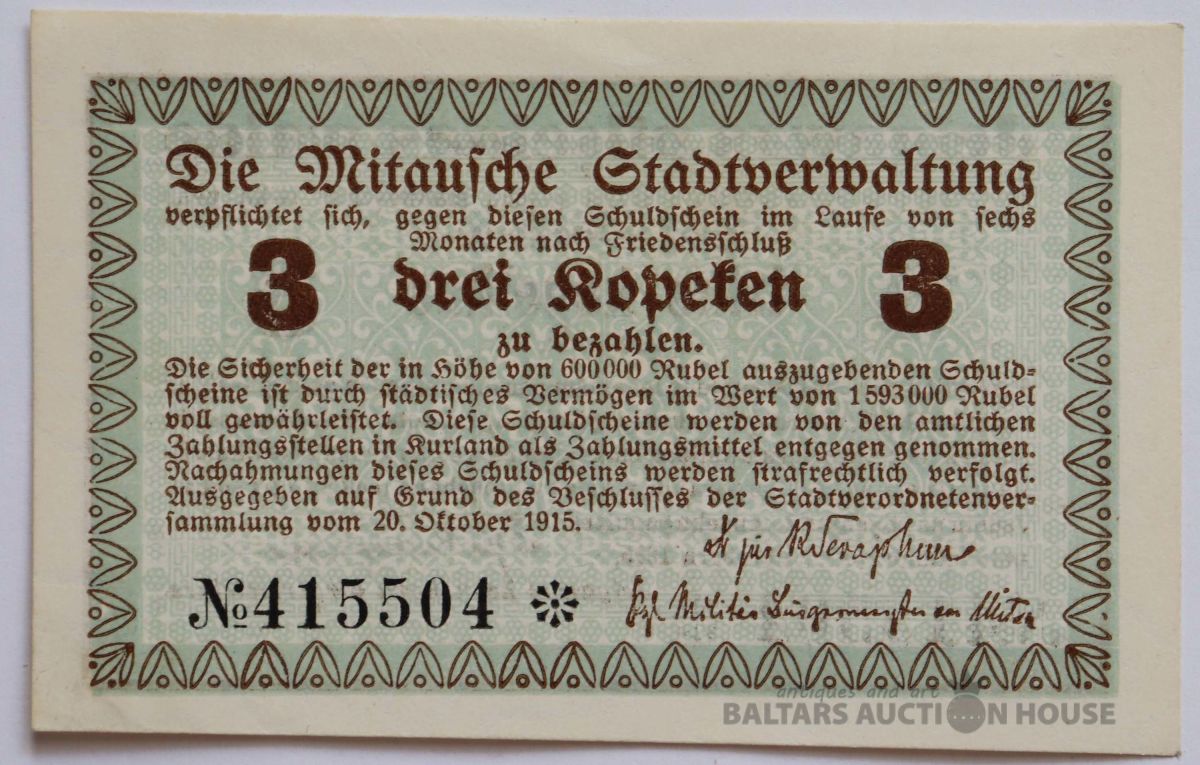 Die Mitausche Stadtverwaltung
verpflichtet sich, gegen diesen Schuldschein im Laufe von sechs
Monaten nach Friedensschluß
3 drei Kopeken 3
zu bezahlen.
Die Sicherheit der in Höhe von 600000 Rubel auszugebenden Schuld-
scheine ist durch städtisches Vermögen im Wert von 1593000 Rubel
voll gewährleistet. Diese Schuldscheine werden von den amtlichen
Zahlungsstellen in Kurland als Zahlungsmittel entgegen genommen.
Nachahmungen dieses Schuldscheins werden strafrechtlich verfolgt.
Ausgegeben auf Grund des Beschlusses der Stadtverordnetenver-
sammlung vom 20. Oktober 1915.
jur
№415504
Militär Bürgermeister Mitau
antiques and art
BALTARS AUCTION HOUSE